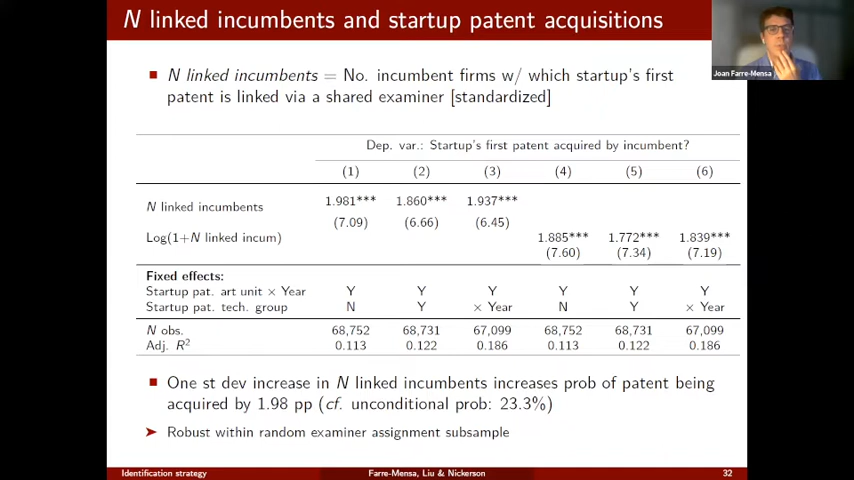 N linked incumbents and startup patent acquisitions
Joan Farre-Mensa
N linked incumbents = No. incumbent firms w/ which startup's first
patent is linked via a shared examiner [standardized]
Dep. var.: Startup's first patent acquired by incumbent?
(1) (2) (3) (4) (5) (6)
N linked incumbents 1.981*** 1.860*** 1.937***
(7.09) (6.66) (6.45)
Log(1+N linked incum) 1.885*** 1.772*** 1.839***
(7.60) (7.34) (7.19)
Fixed effects:
Startup pat. art unit × Year Y Y Y Y Y Y
Startup pat. tech. group N Y × Year N Y × Year
N obs. 68,752 68,731 67,099 68,752 68,731 67,099
Adj. R² 0.113 0.122 0.186 0.113 0.122 0.186
One st dev increase in N linked incumbents increases prob of patent being
acquired by 1.98 pp (cf. unconditional prob: 23.3%)
Robust within random examiner assignment subsample
Identification strategy Farre-Mensa, Liu & Nickerson 32